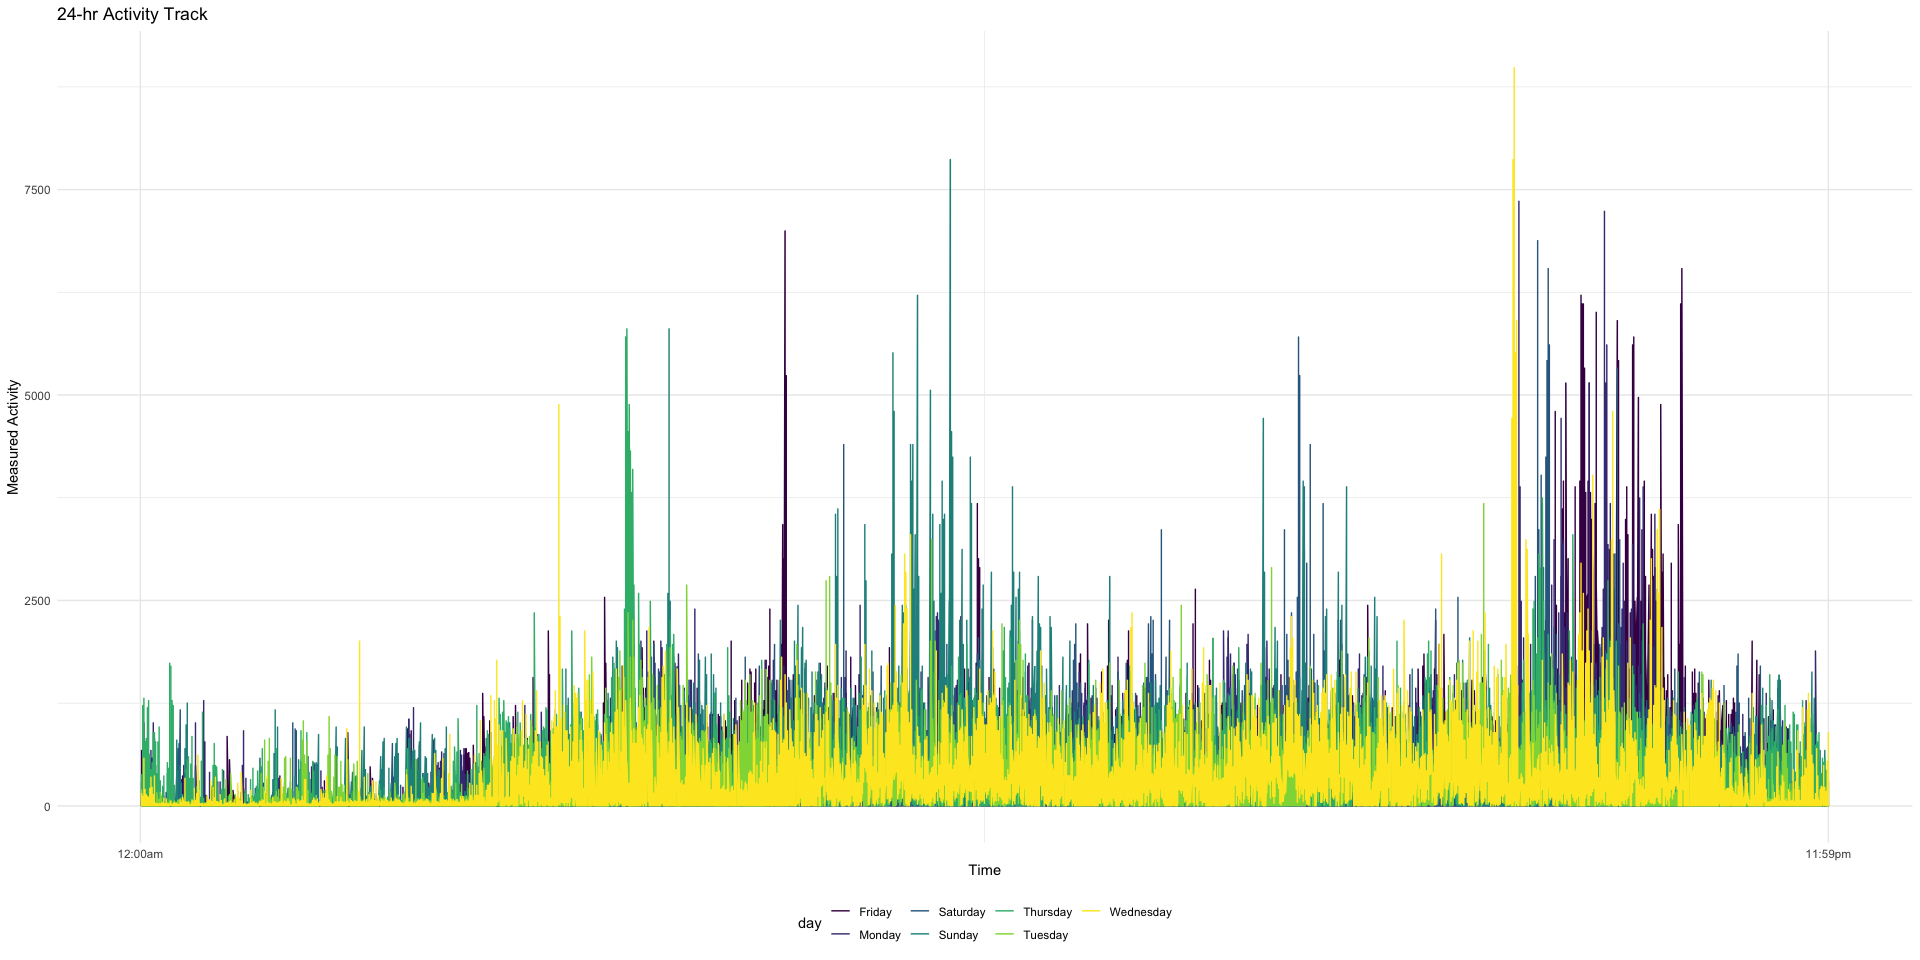 24-hr Activity Track
Measured Activity
7500
5000
2500
0
12:00am
11:59pm
Time
day
Friday
Saturday
Thursday
Wednesday
Monday
Sunday
Tuesday